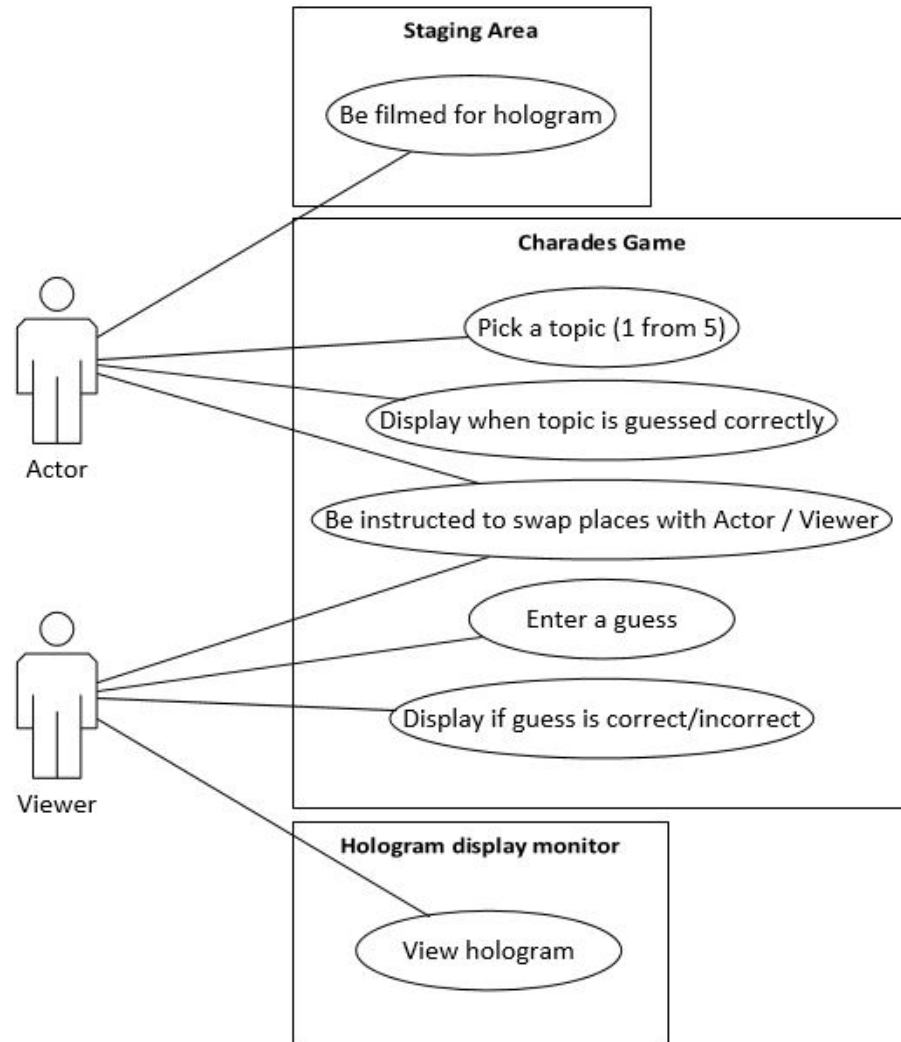 Staging Area
Be filmed for hologram
Charades Game
Pick a topic (1 from 5)
Display when topic is guessed correctly
Actor
Be instructed to swap places with Actor / Viewer
Enter a guess
Display if guess is correct/incorrect
Viewer
Hologram display monitor
View hologram